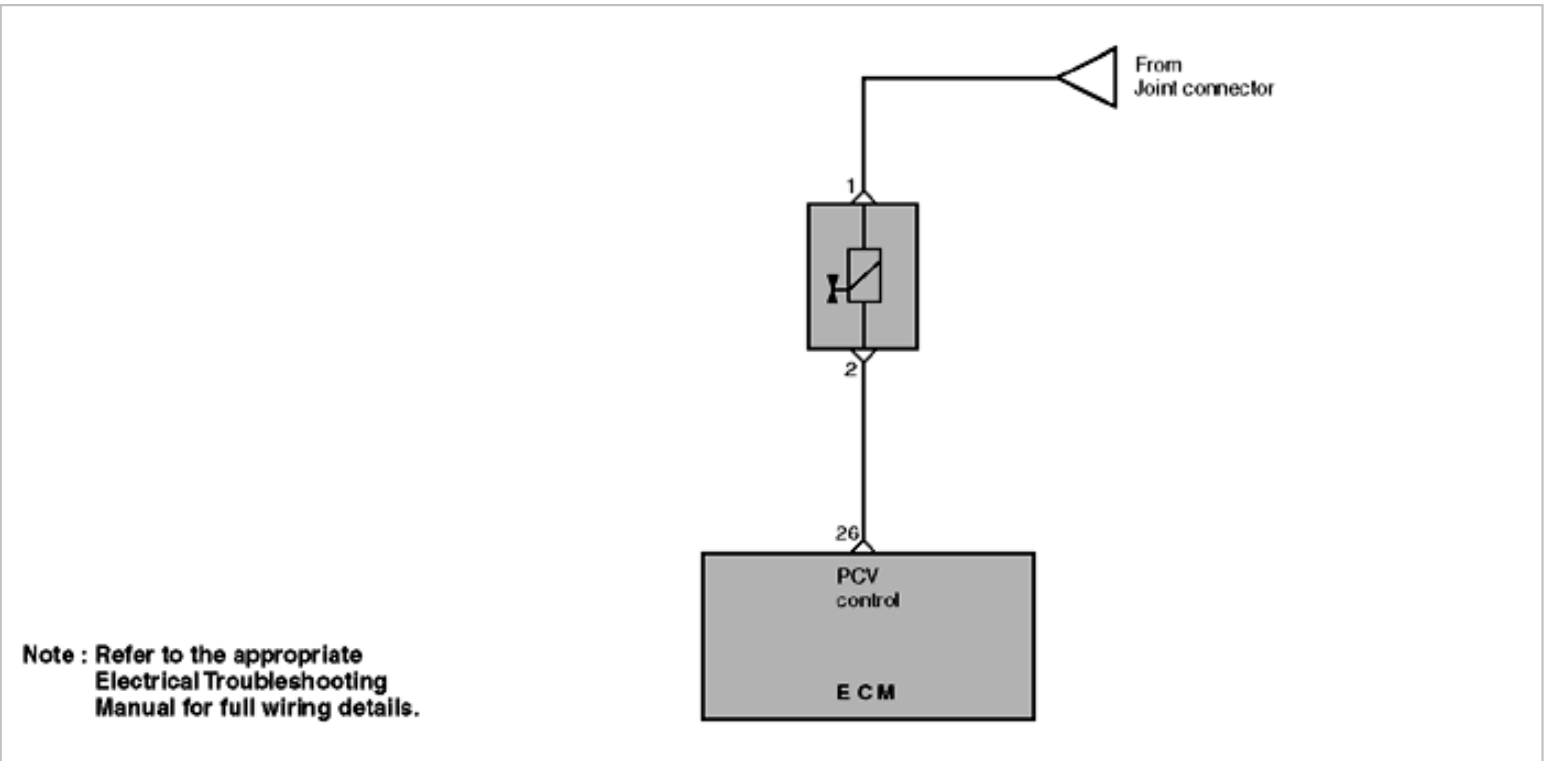 From
Joint connector
1
2
26
PCV
control
E C M
Note : Refer to the appropriate
Electrical Troubleshooting
Manual for full wiring details.